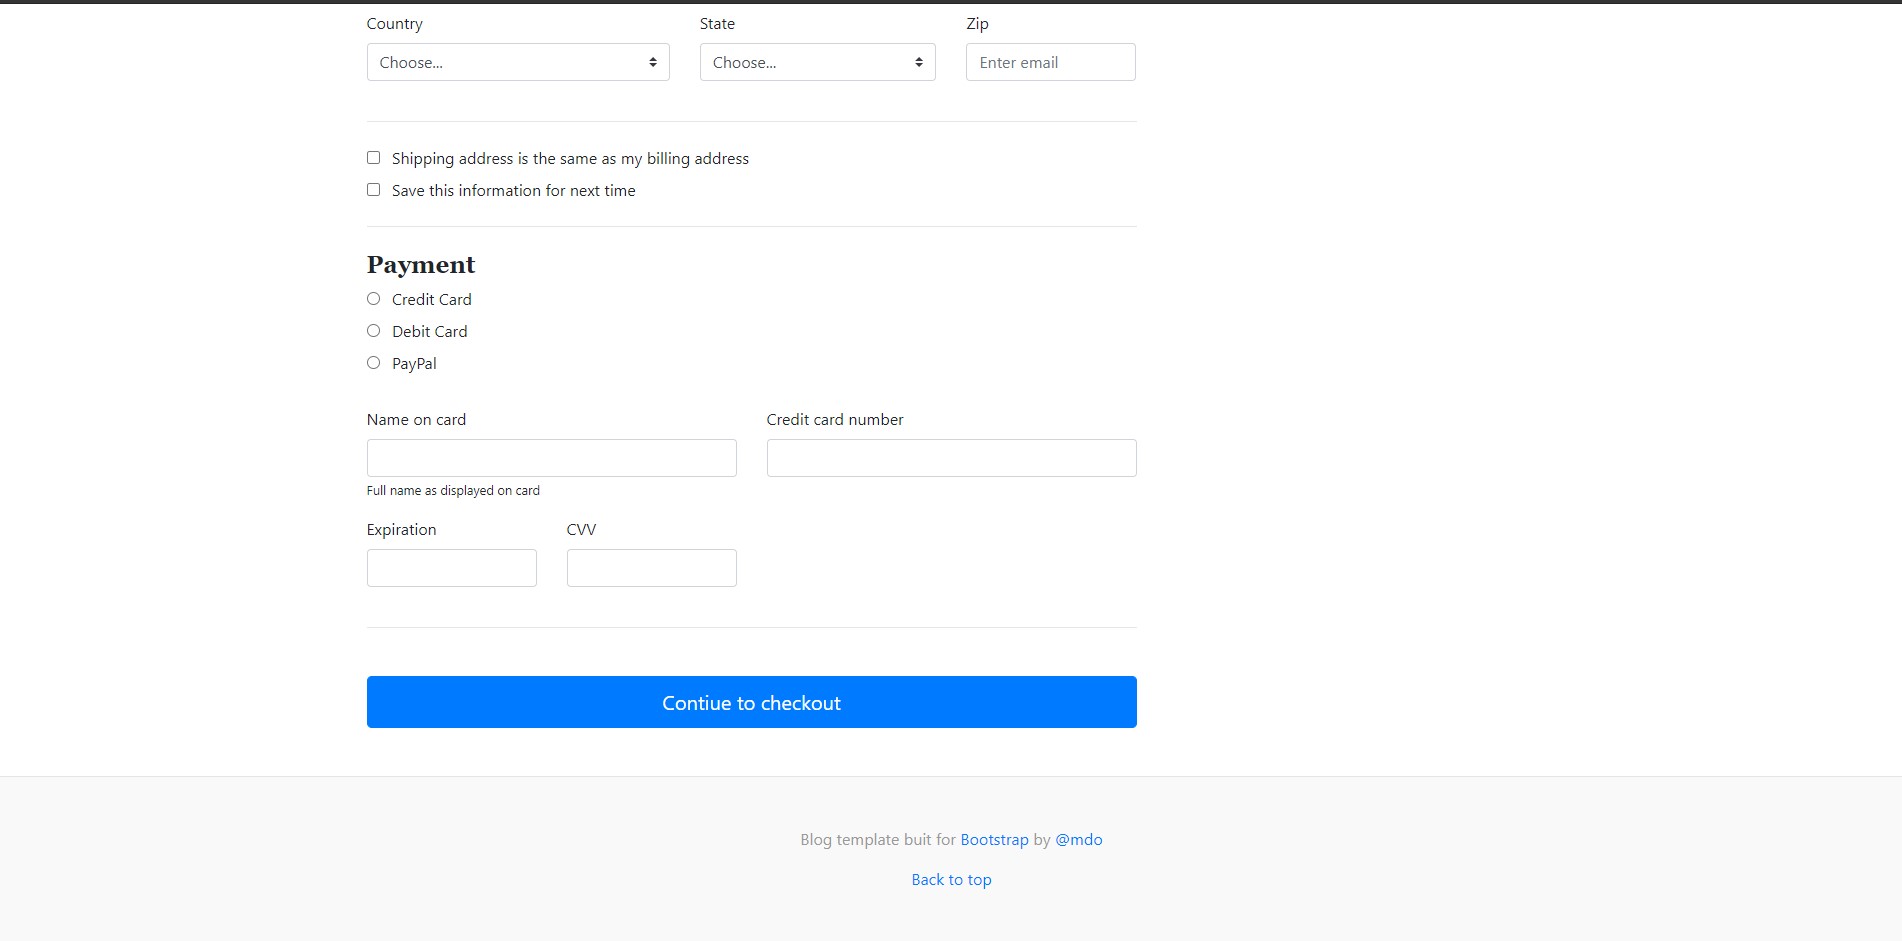 Country State Zip
Choose... Choose... Enter email
Shipping address is the same as my billing address
Save this information for next time
Payment
Credit Card
Debit Card
PayPal
Name on card Credit card number
Full name as displayed on card
Expiration CVV
Contiue to checkout
Blog template buit for Bootstrap by @mdo
Back to top